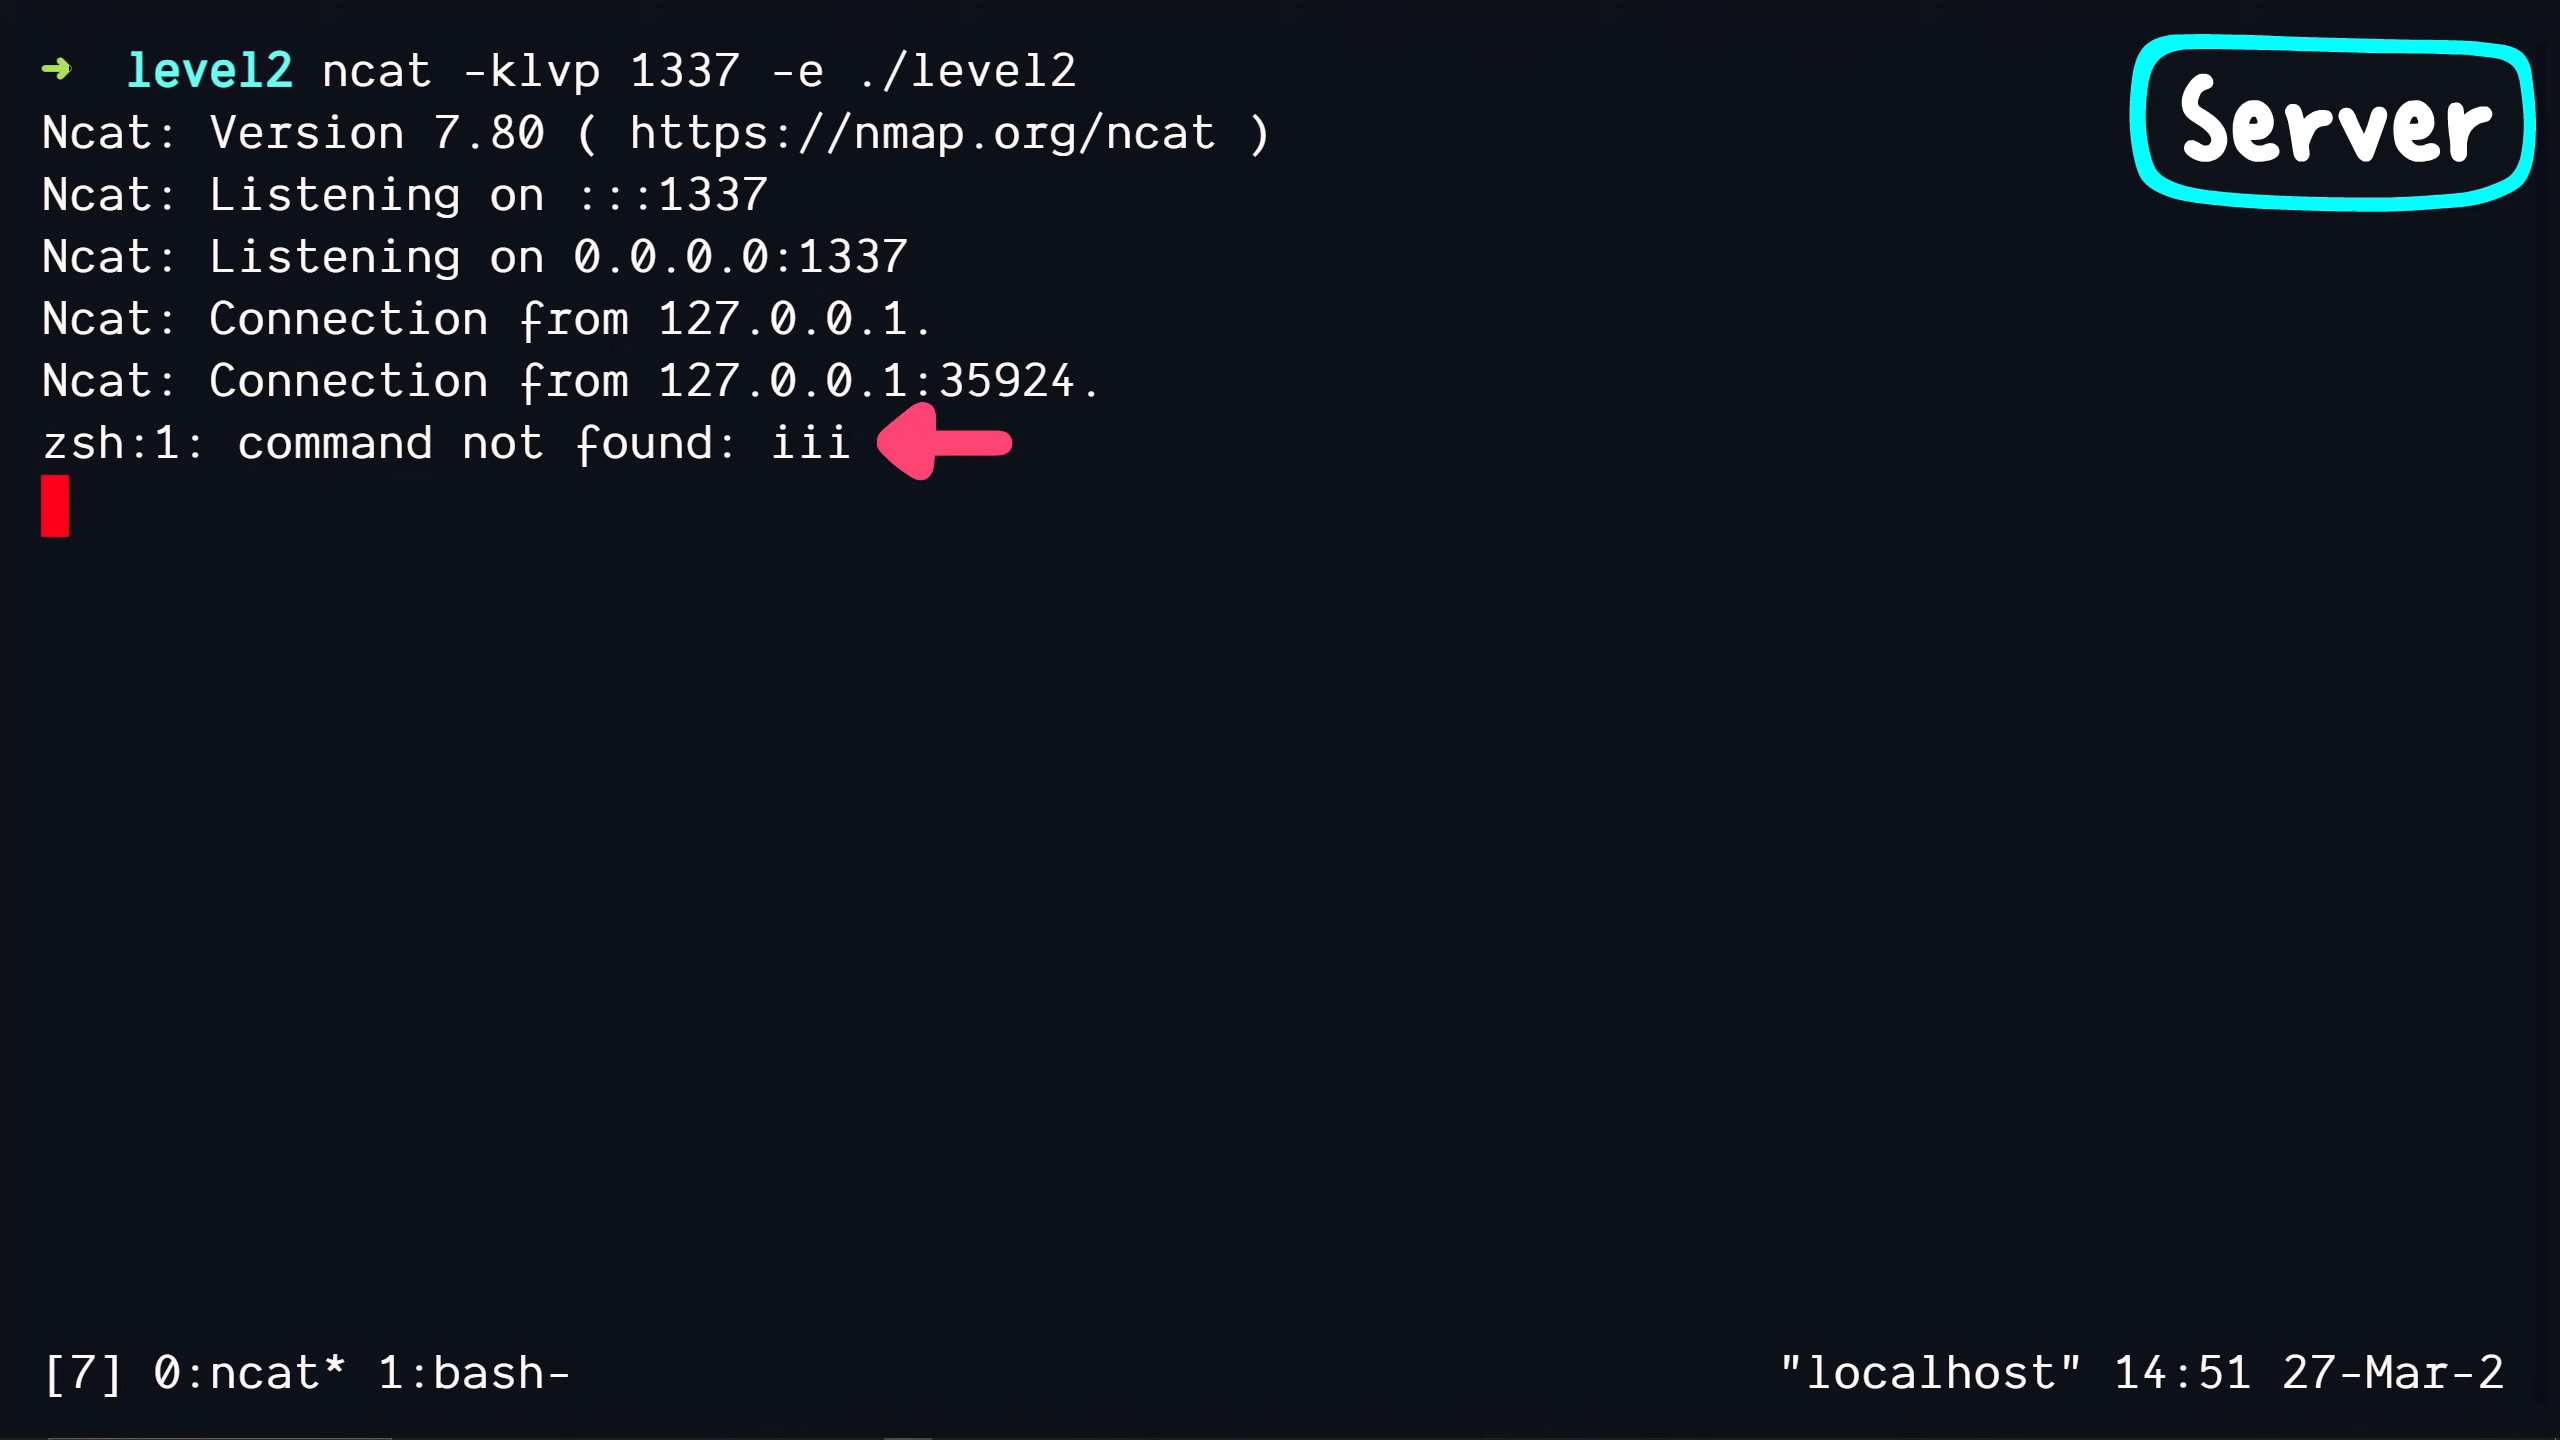 ➜  level2 ncat -klvp 1337 -e ./level2
Server
Ncat: Version 7.80 ( https://nmap.org/ncat )
Ncat: Listening on :::1337
Ncat: Listening on 0.0.0.0:1337
Ncat: Connection from 127.0.0.1.
Ncat: Connection from 127.0.0.1:35924.
zsh:1: command not found: iii
[7] 0:ncat* 1:bash-
"localhost" 14:51 27-Mar-2